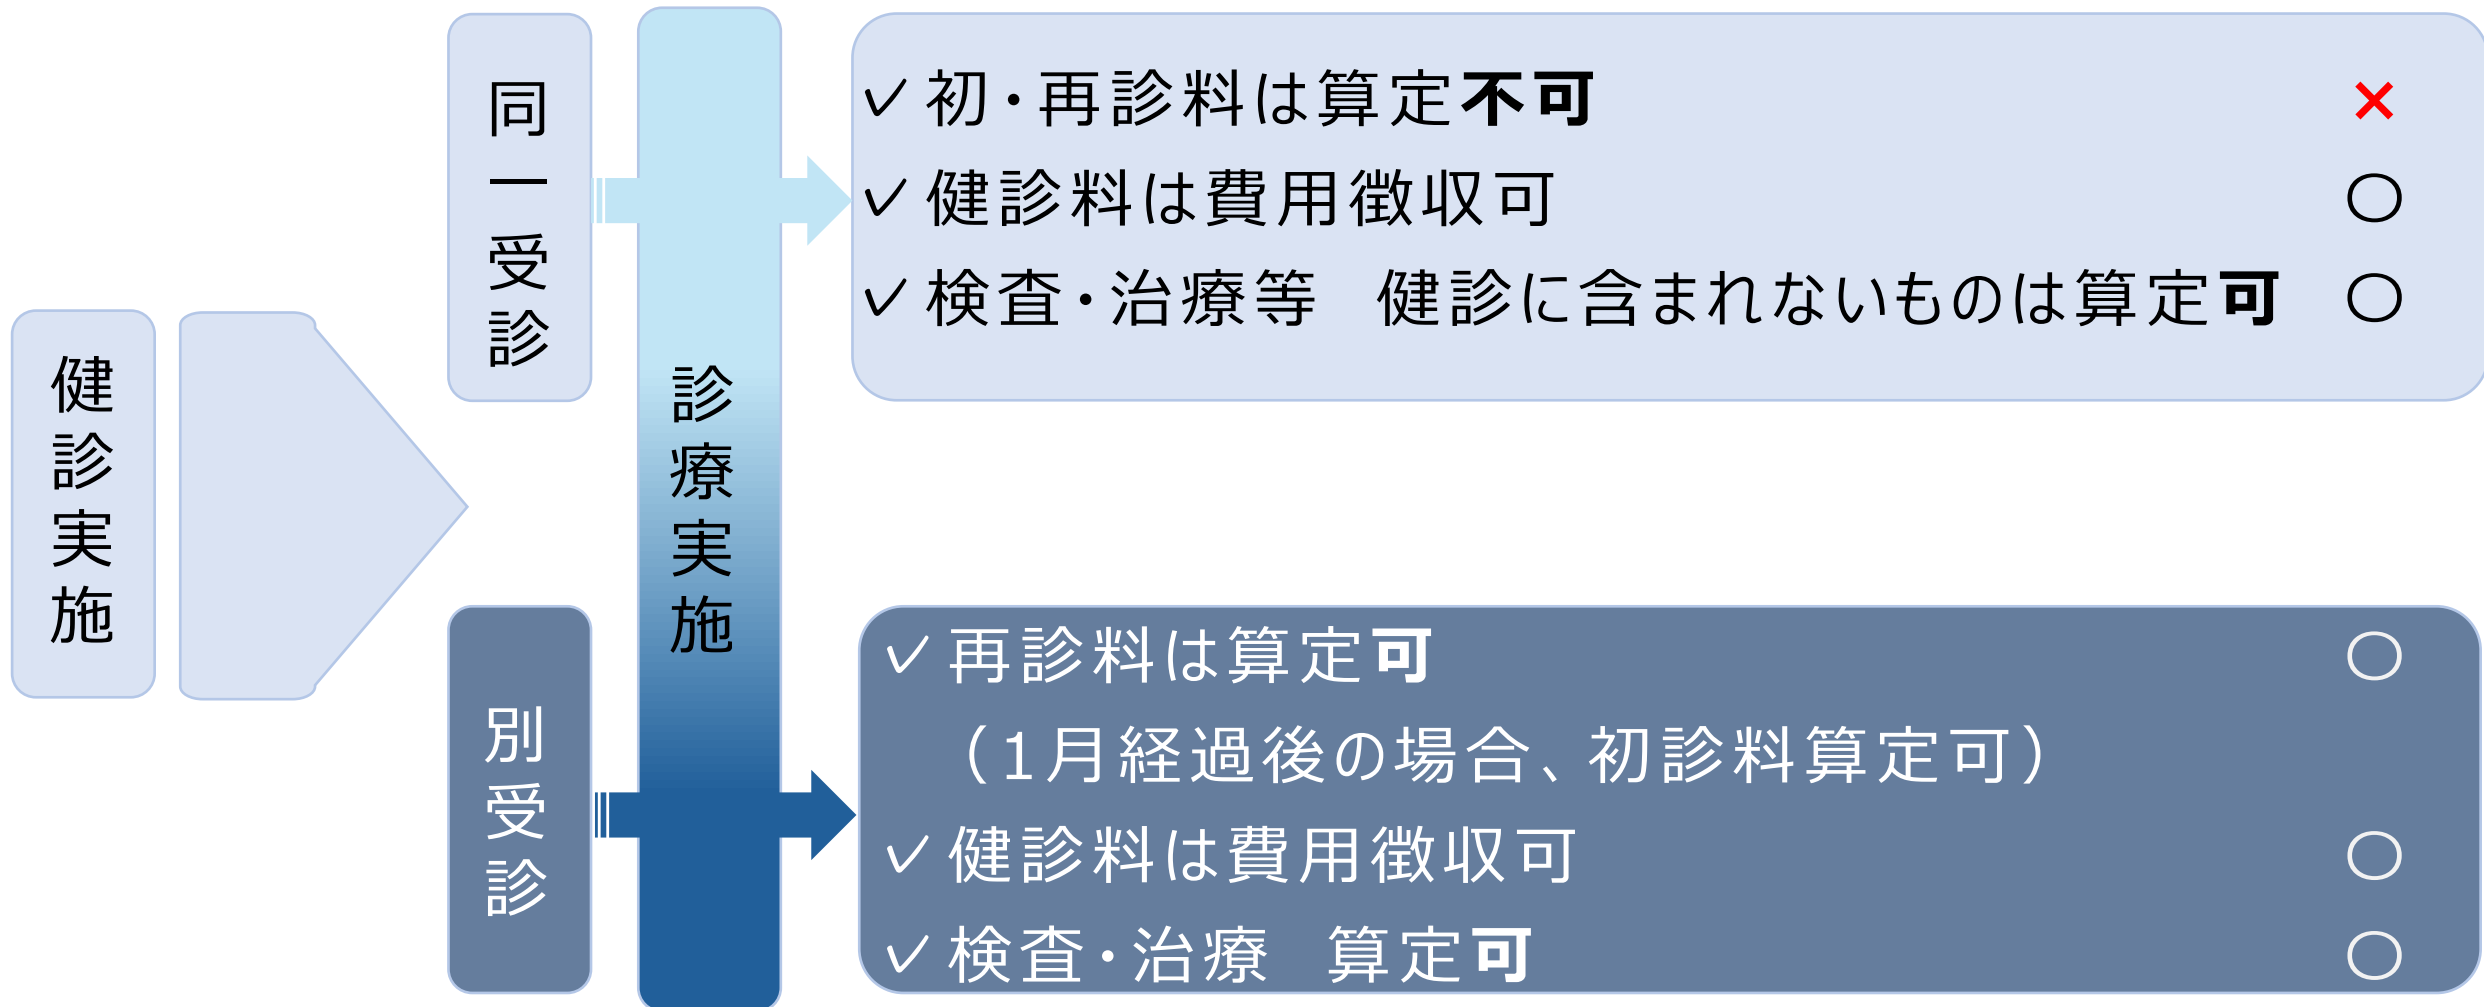 健診実施
同一受診
診療実施
✓初・再診料は算定不可 ×
✓健診料は費用徴収可 〇
✓検査・治療等　健診に含まれないものは算定可 〇
別受診
✓再診料は算定可 〇
（1月経過後の場合、初診料算定可）
✓健診料は費用徴収可 〇
✓検査・治療　算定可 〇